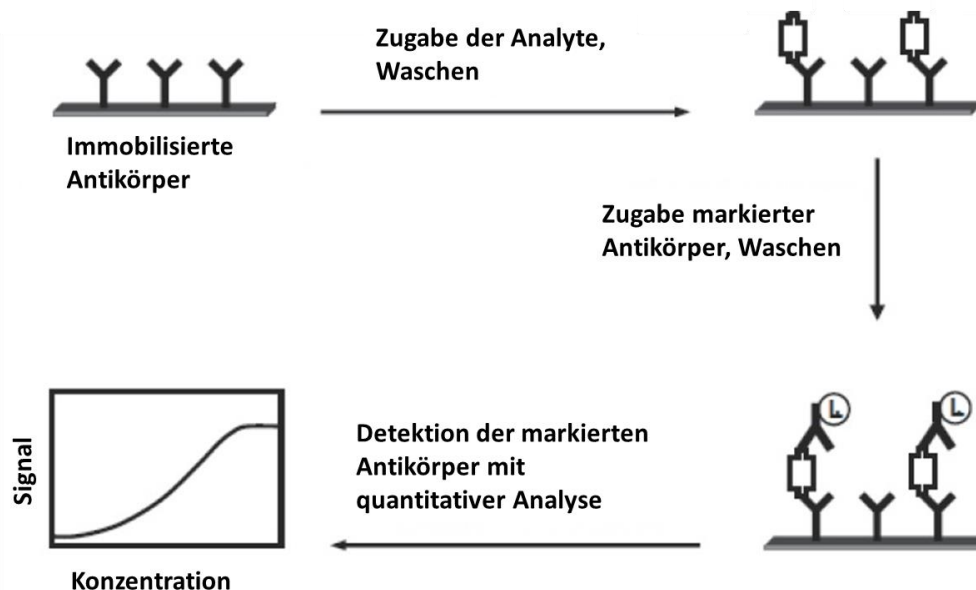 Immobilisierte
Antikörper
Zugabe der Analyte,
Waschen
Zugabe markierter
Antikörper, Waschen
L
L
Detektion der markierten
Antikörper mit
quantitativer Analyse
Signal
Konzentration